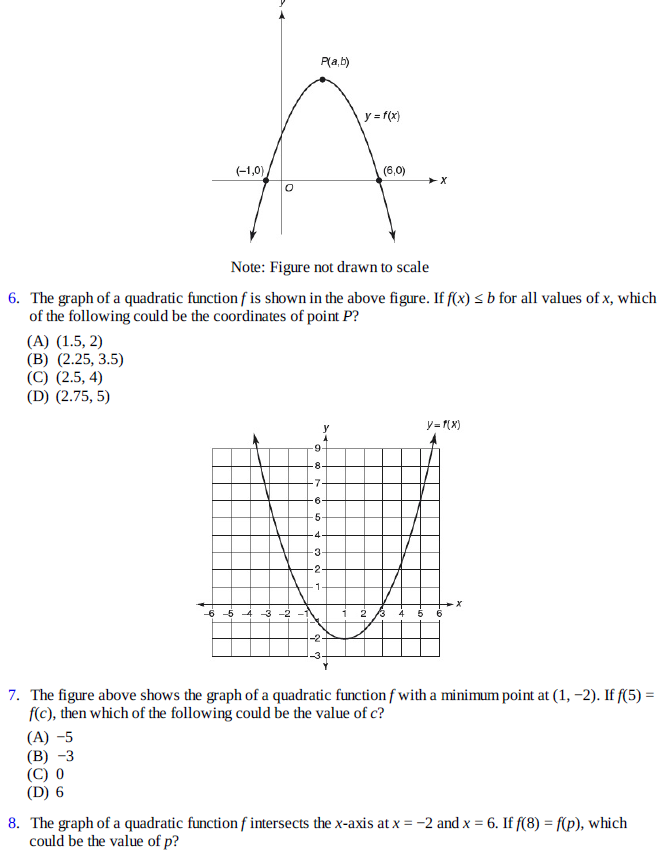 y
P(a,b)
y = f(x)
(–1,0)
(6,0)
x
O
Note: Figure not drawn to scale
6. The graph of a quadratic function f is shown in the above figure. If f(x) ≤ b for all values of x, which
of the following could be the coordinates of point P?
(A) (1.5, 2)
(B) (2.25, 3.5)
(C) (2.5, 4)
(D) (2.75, 5)
y
y = f(x)
9
8
7
6
5
4
3
2
1
x
–6 –5 –4 –3 –2 –1 1 2 3 4 5 6
–2
–3
7. The figure above shows the graph of a quadratic function f with a minimum point at (1, −2). If f(5) =
f(c), then which of the following could be the value of c?
(A) −5
(B) −3
(C) 0
(D) 6
8. The graph of a quadratic function f intersects the x-axis at x = −2 and x = 6. If f(8) = f(p), which
could be the value of p?